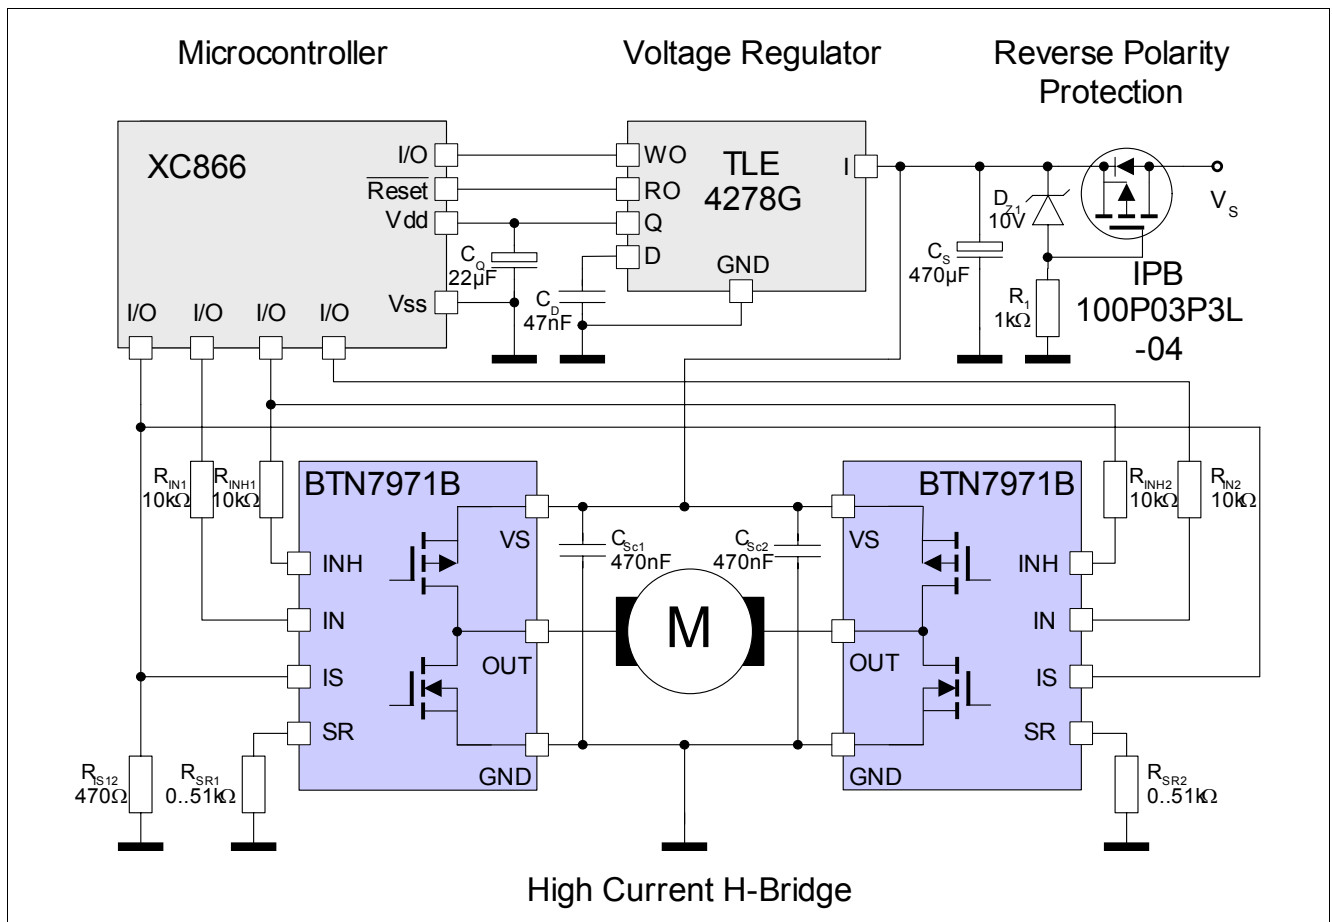 Microcontroller
Voltage Regulator
Reverse Polarity
Protection
XC866
I/O
Reset
Vdd
Vss
I/O
I/O
I/O
I/O
TLE
4278G
WO
RO
Q
D
I
GND
C_Q
22µF
C_D
47nF
C_S
470µF
D_Z1
10V
R_1
1kΩ
V_S
IPB
100P03P3L
-04
R_IN1
10kΩ
R_INH1
10kΩ
BTN7971B
VS
INH
IN
IS
SR
OUT
GND
C_Sc1
470nF
C_Sc2
470nF
M
BTN7971B
VS
INH
IN
IS
SR
OUT
GND
R_INH2
10kΩ
R_IN2
10kΩ
R_IS12
470Ω
R_SR1
0..51kΩ
R_SR2
0..51kΩ
High Current H-Bridge